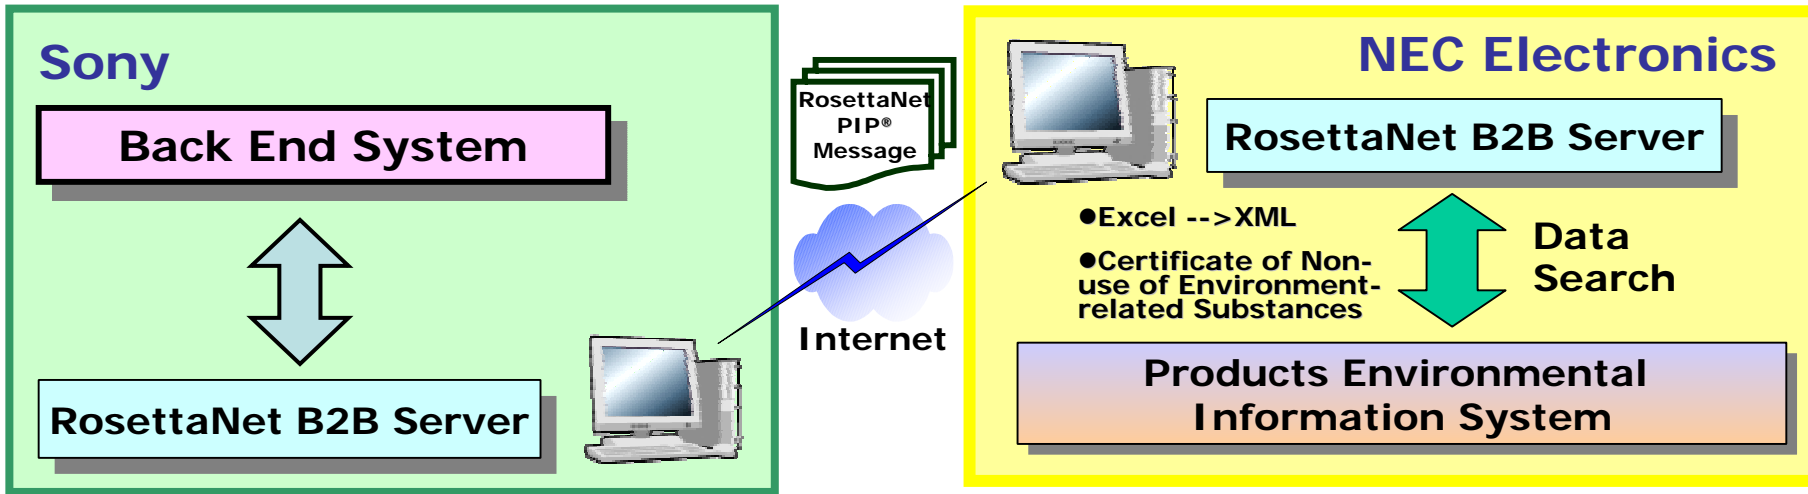 Sony
Back End System
RosettaNet B2B Server
RosettaNet
PIP®
Message
Internet
NEC Electronics
RosettaNet B2B Server
●Excel -->XML
●Certificate of Non-
use of Environment-
related Substances
Data
Search
Products Environmental
Information System